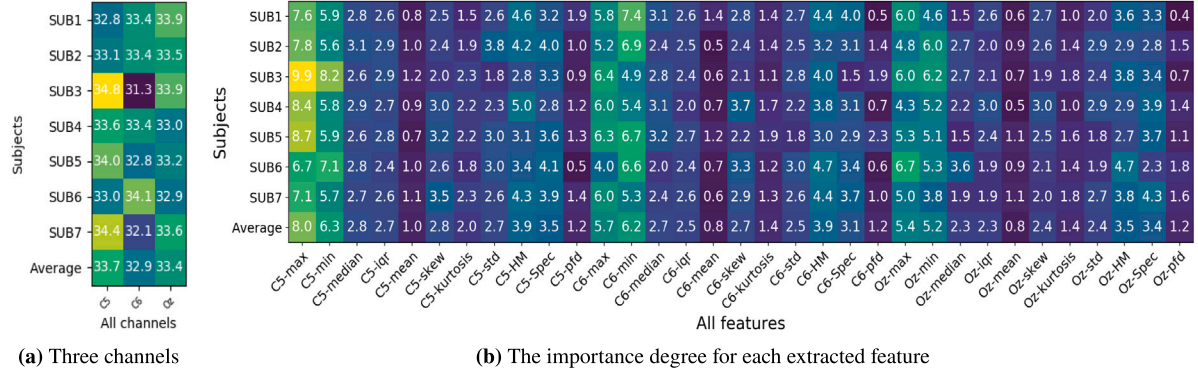 Subjects
SUB1 32.8 33.4 33.9
SUB2 33.1 33.4 33.5
SUB3 34.8 31.3 33.9
SUB4 33.6 33.4 33.0
SUB5 34.0 32.8 33.2
SUB6 33.0 34.1 32.9
SUB7 34.4 32.1 33.6
Average 33.7 32.9 33.4
C5 C6 Oz
All channels
(a) Three channels
Subjects
SUB1 7.6 5.9 2.8 2.6 0.8 2.5 1.5 2.6 4.6 3.2 1.9 5.8 7.4 3.1 2.6 1.4 2.8 1.4 2.7 4.4 4.0 0.5 6.0 4.6 1.5 2.6 0.6 2.7 1.0 2.0 3.6 3.3 0.4
SUB2 7.8 5.6 3.1 2.9 1.0 2.4 1.9 3.8 4.2 4.0 1.0 5.2 6.9 2.4 2.5 0.5 2.4 1.4 2.5 3.2 3.1 1.4 4.8 6.0 2.7 2.0 0.9 2.6 1.4 2.9 2.9 2.8 1.5
SUB3 9.9 8.2 2.6 2.9 1.2 2.0 2.3 1.8 2.8 3.3 0.9 6.4 4.9 2.8 2.4 0.6 2.1 1.1 2.8 4.0 1.5 1.9 6.0 6.2 2.7 2.1 0.7 1.9 1.8 2.4 3.8 3.4 0.7
SUB4 8.4 5.8 2.9 2.7 0.9 3.0 2.2 2.3 5.0 2.8 1.2 6.0 5.4 3.1 2.0 0.7 3.7 1.7 2.2 3.8 3.1 0.7 4.3 5.2 2.2 3.0 0.5 3.0 1.0 2.9 2.9 3.9 1.4
SUB5 8.7 5.9 2.6 2.8 0.7 3.2 2.2 3.0 3.1 3.6 1.3 6.3 6.7 3.2 2.7 1.2 2.2 1.9 1.8 3.0 2.9 2.3 5.3 5.1 1.5 2.4 1.1 2.5 1.6 1.8 2.7 3.7 1.1
SUB6 6.7 7.1 2.8 2.4 1.0 2.6 1.8 3.0 3.4 4.1 0.5 4.0 6.6 2.0 2.4 0.7 3.3 1.2 3.0 4.7 3.4 0.6 6.7 5.3 3.6 1.9 0.9 2.1 1.4 1.9 4.7 2.3 1.8
SUB7 7.1 5.7 2.7 2.6 1.1 3.5 2.3 2.6 4.3 3.9 1.4 6.0 5.3 2.4 2.6 0.6 2.9 1.2 2.6 4.4 3.7 1.0 5.0 3.8 1.9 1.9 1.1 2.0 1.8 2.7 3.8 4.3 1.6
Average 8.0 6.3 2.8 2.7 1.0 2.8 2.0 2.7 3.9 3.5 1.2 5.7 6.2 2.7 2.5 0.8 2.7 1.4 2.5 3.9 3.1 1.2 5.4 5.2 2.3 2.3 0.8 2.4 1.4 2.4 3.5 3.4 1.2
C5-max C5-min C5-median C5-iqr C5-mean C5-skew C5-kurtosis C5-std C5-HM C5-Spec C5-pfd C6-max C6-min C6-median C6-iqr C6-mean C6-skew C6-kurtosis C6-std C6-HM C6-Spec C6-pfd Oz-max Oz-min Oz-median Oz-iqr Oz-mean Oz-skew Oz-kurtosis Oz-std Oz-HM Oz-Spec Oz-pfd
All features
(b) The importance degree for each extracted feature